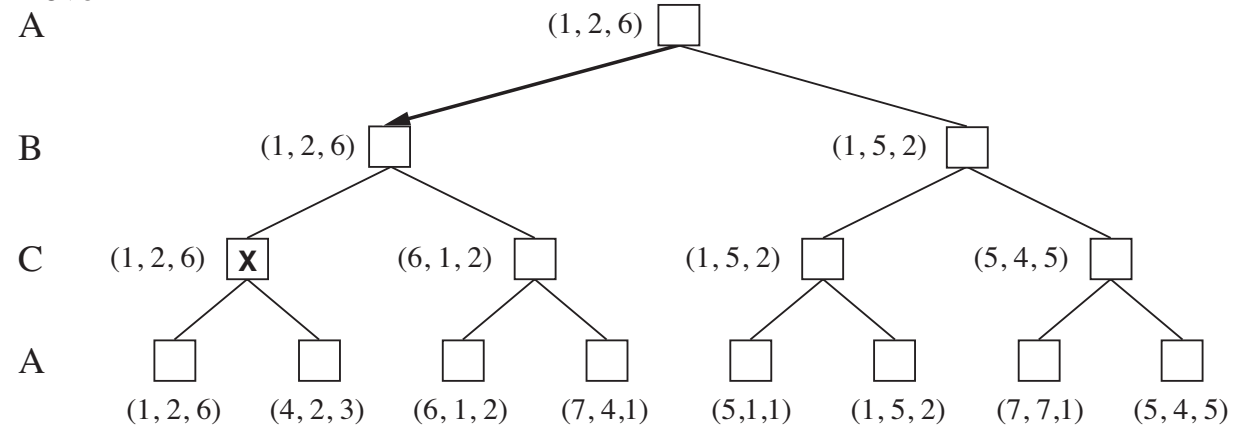 A (1, 2, 6)
B (1, 2, 6) (1, 5, 2)
C (1, 2, 6) X (6, 1, 2) (1, 5, 2) (5, 4, 5)
A
(1, 2, 6) (4, 2, 3) (6, 1, 2) (7, 4,1) (5,1,1) (1, 5, 2) (7, 7,1) (5, 4, 5)